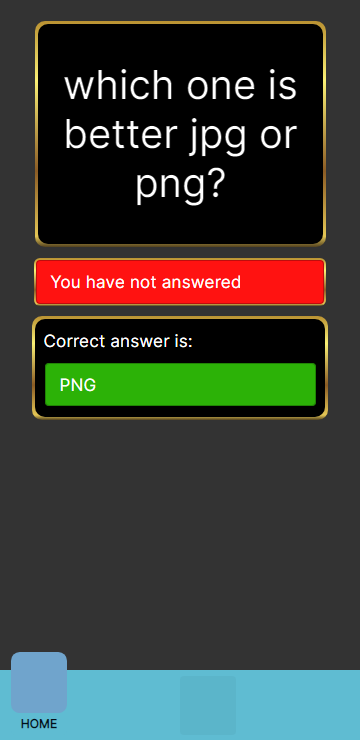 which one is
better jpg or
png?
You have not answered
Correct answer is:
PNG
HOME